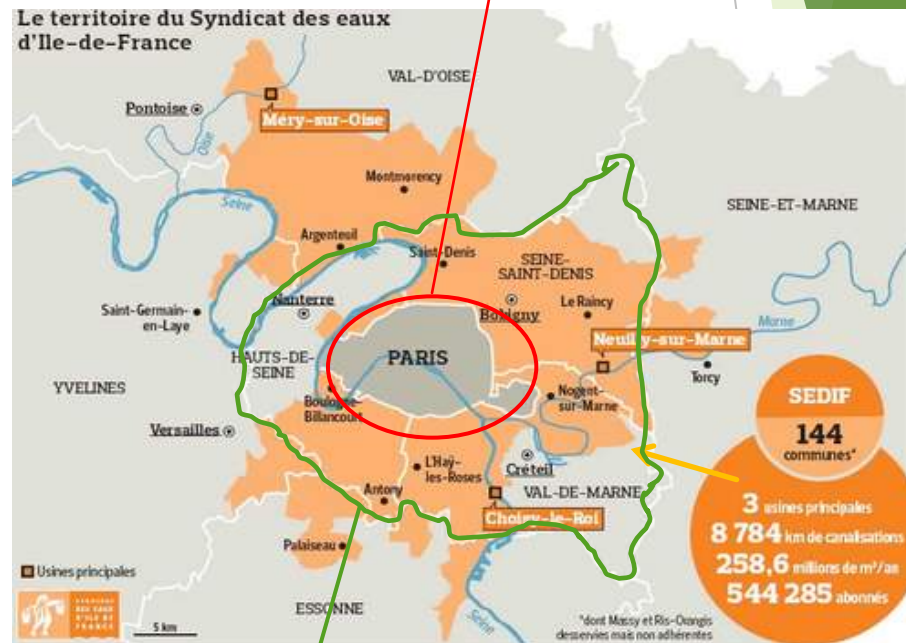 Le territoire du Syndicat des eaux
d'Ile-de-France
VAL-D'OISE
Pontoise
Méry-sur-Oise
Oise
Montmorency
Seine
SEINE-ET-MARNE
Argenteuil
Saint-Denis
SEINE-
SAINT-DENIS
Nanterre
Bobigny
Le Raincy
Saint-Germain-
en-Laye
Marne
Neuilly-sur-Marne
HAUTS-DE-
SEINE
PARIS
Torcy
YVELINES
Boulogne-
Billancourt
Nogent-
sur-Marne
SEDIF
144
communes*
Versailles
L'Haÿ-
les-Roses
Créteil
Antony
VAL-DE-MARNE
Choisy-le-Roi
3 usines principales
8 784 km de canalisations
258,6 millions de m³/an
544 285 abonnés
Palaiseau
Usines principales
ESSONNE
Seine
5 km
*dont Massy et Ris-Orangis
desservies mais non adhérentes